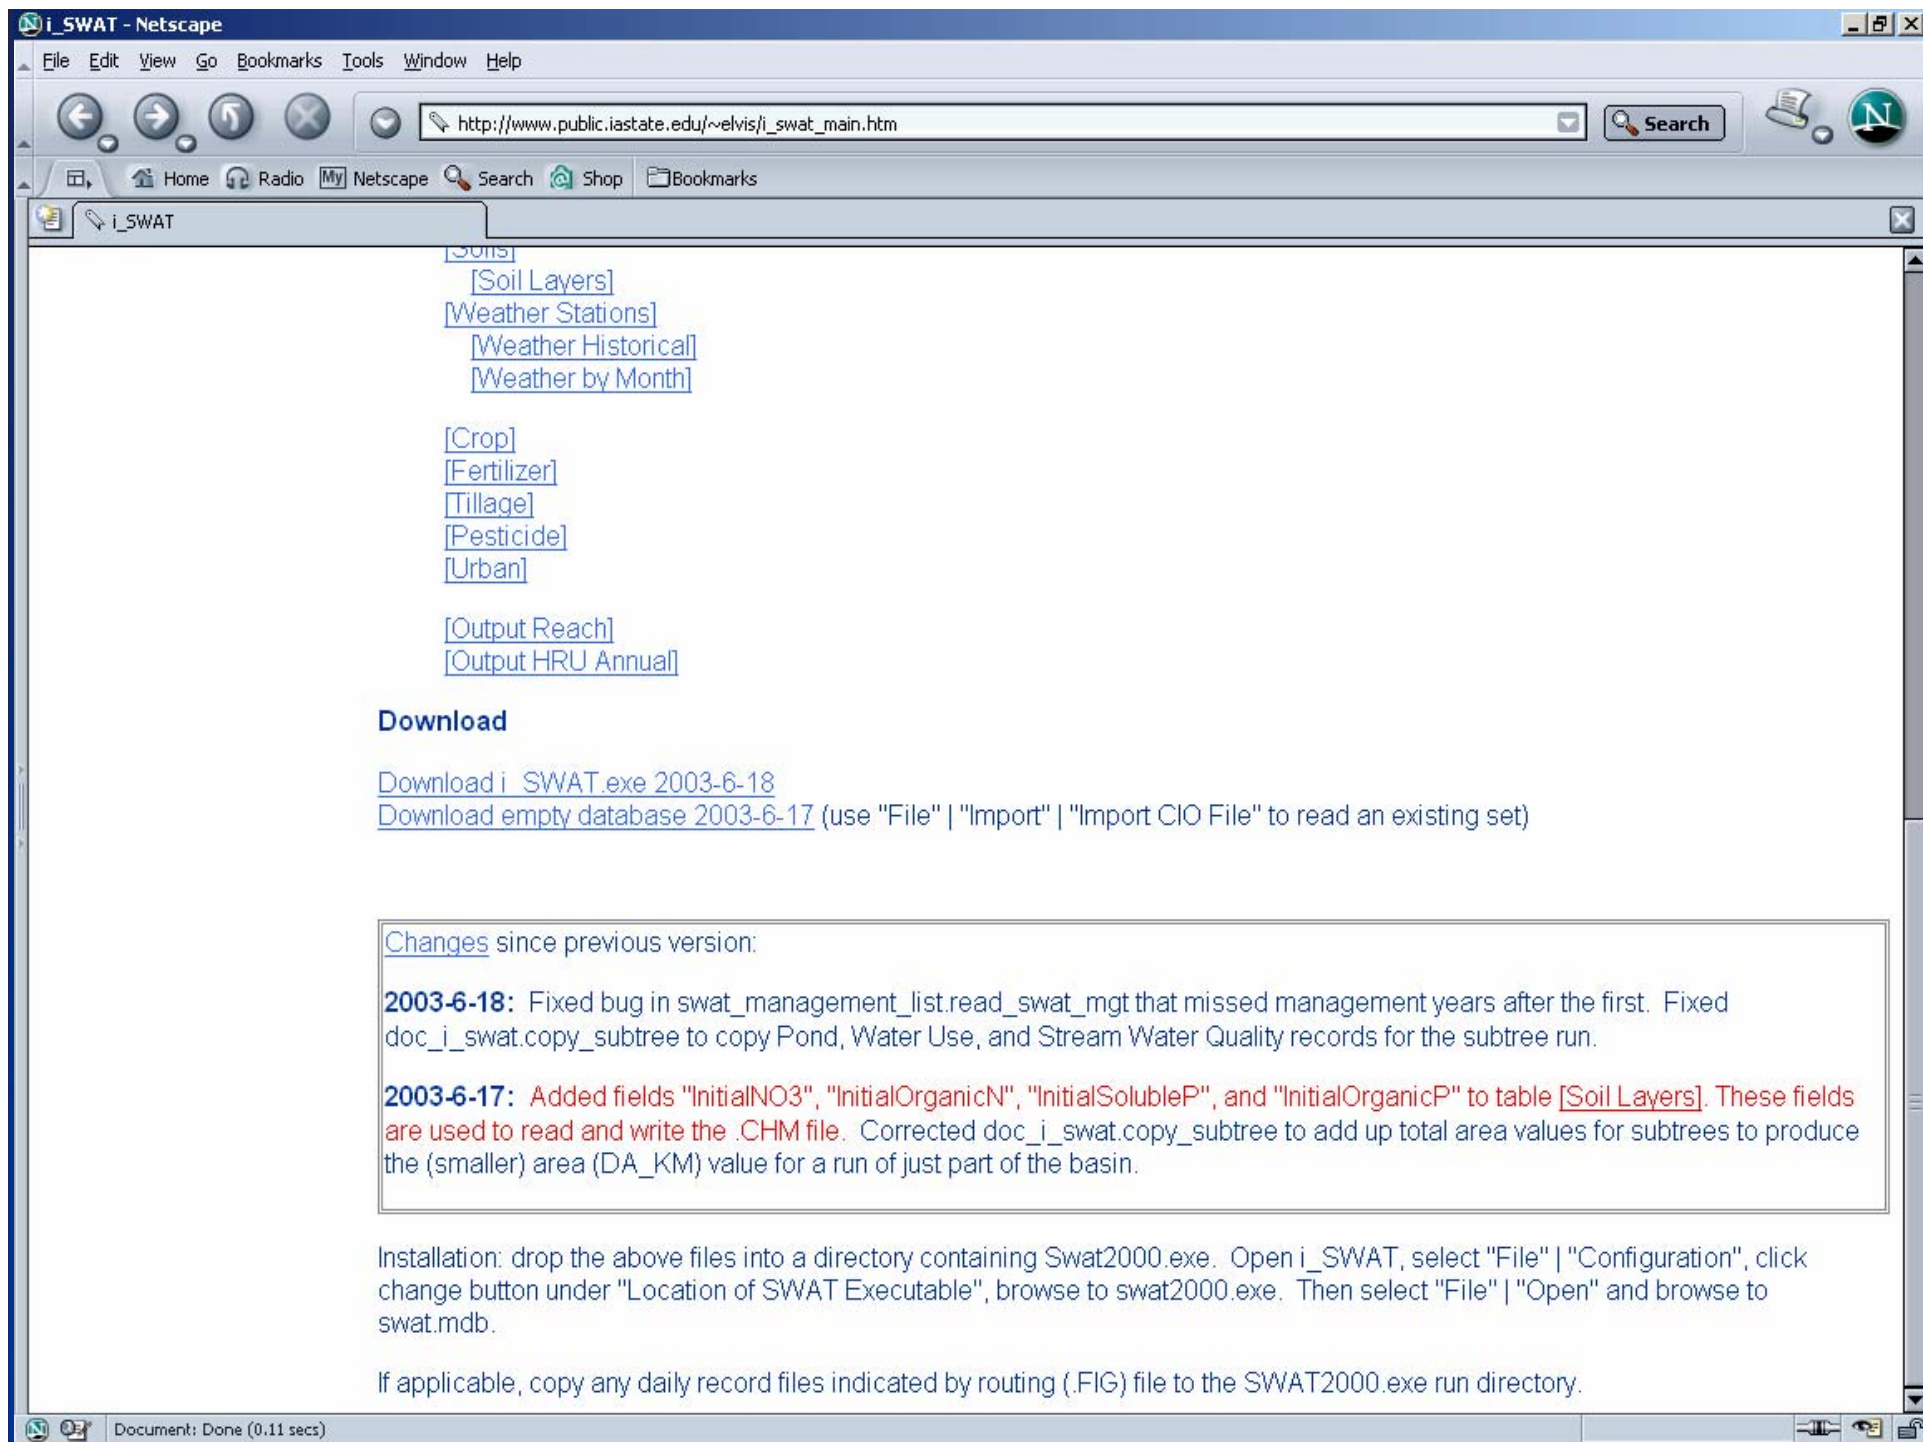 i_SWAT - Netscape
File Edit View Go Bookmarks Tools Window Help
http://www.public.iastate.edu/~elvis/i_swat_main.htm Search N
Home Radio My Netscape Search Shop Bookmarks
i_SWAT
[Soils]
[Soil Layers]
[Weather Stations]
[Weather Historical]
[Weather by Month]
[Crop]
[Fertilizer]
[Tillage]
[Pesticide]
[Urban]
[Output Reach]
[Output HRU Annual]
Download
Download i_SWAT.exe 2003-6-18
Download empty database 2003-6-17 (use "File" | "Import" | "Import CIO File" to read an existing set)
Changes since previous version:
2003-6-18: Fixed bug in swat_management_list.read_swat_mgt that missed management years after the first. Fixed
doc_i_swat.copy_subtree to copy Pond, Water Use, and Stream Water Quality records for the subtree run.
2003-6-17: Added fields "InitialNO3", "InitialOrganicN", "InitialSolubleP", and "InitialOrganicP" to table [Soil Layers]. These fields
are used to read and write the .CHM file. Corrected doc_i_swat.copy_subtree to add up total area values for subtrees to produce
the (smaller) area (DA_KM) value for a run of just part of the basin.
Installation: drop the above files into a directory containing Swat2000.exe. Open i_SWAT, select "File" | "Configuration", click
change button under "Location of SWAT Executable", browse to swat2000.exe. Then select "File" | "Open" and browse to
swat.mdb.
If applicable, copy any daily record files indicated by routing (.FIG) file to the SWAT2000.exe run directory.
Document: Done (0.11 secs)